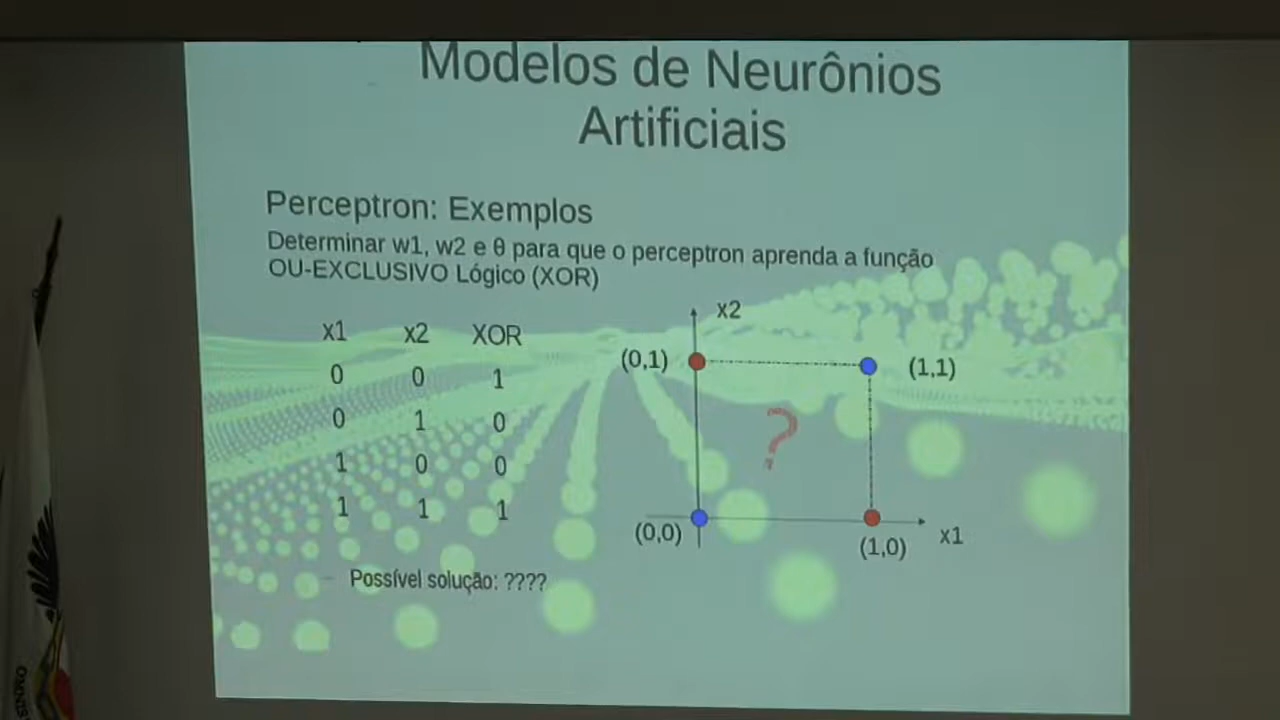 Modelos de Neurônios
Artificiais
Perceptron: Exemplos
Determinar w1, w2 e θ para que o perceptron aprenda a função
OU-EXCLUSIVO Lógico (XOR)
x1 x2 XOR
0 0 1
0 1 0
1 0 0
1 1 1
Possível solução: ????
x2
(0,1)
(1,1)
?
(0,0)
(1,0)
x1